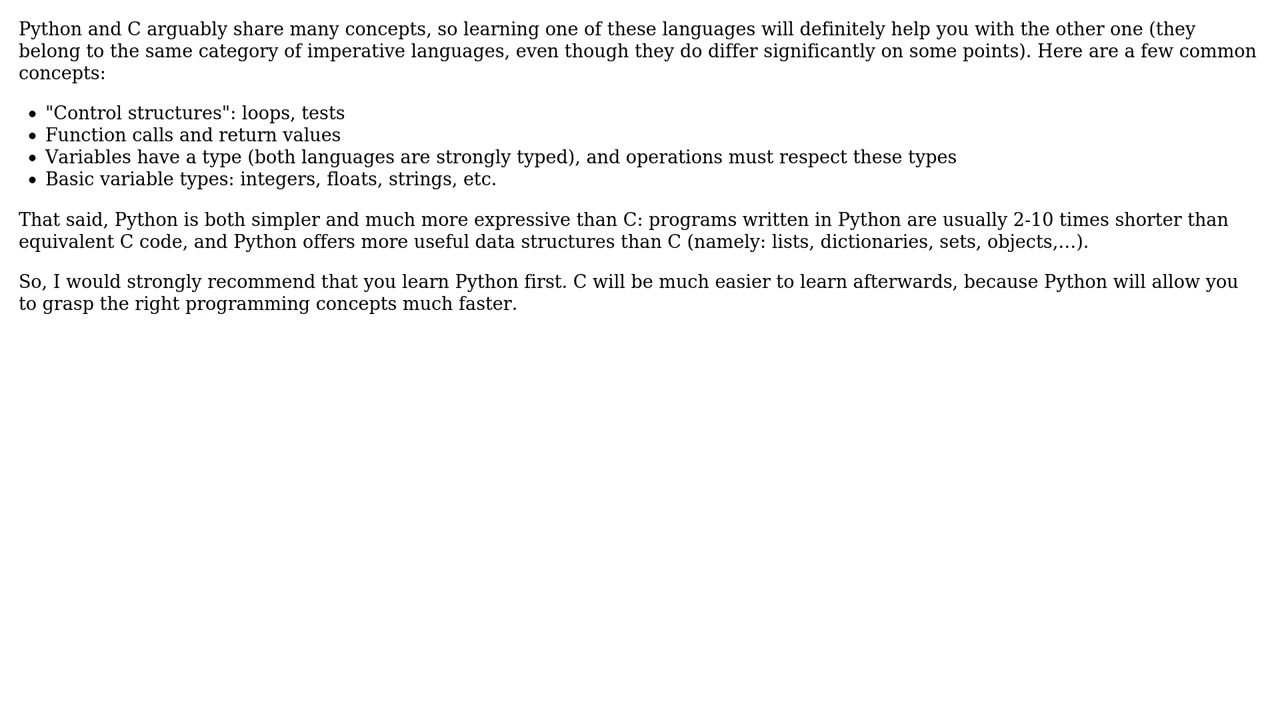 Python and C arguably share many concepts, so learning one of these languages will definitely help you with the other one (they
belong to the same category of imperative languages, even though they do differ significantly on some points). Here are a few common
concepts:
• "Control structures": loops, tests
• Function calls and return values
• Variables have a type (both languages are strongly typed), and operations must respect these types
• Basic variable types: integers, floats, strings, etc.
That said, Python is both simpler and much more expressive than C: programs written in Python are usually 2-10 times shorter than
equivalent C code, and Python offers more useful data structures than C (namely: lists, dictionaries, sets, objects,…).
So, I would strongly recommend that you learn Python first. C will be much easier to learn afterwards, because Python will allow you
to grasp the right programming concepts much faster.